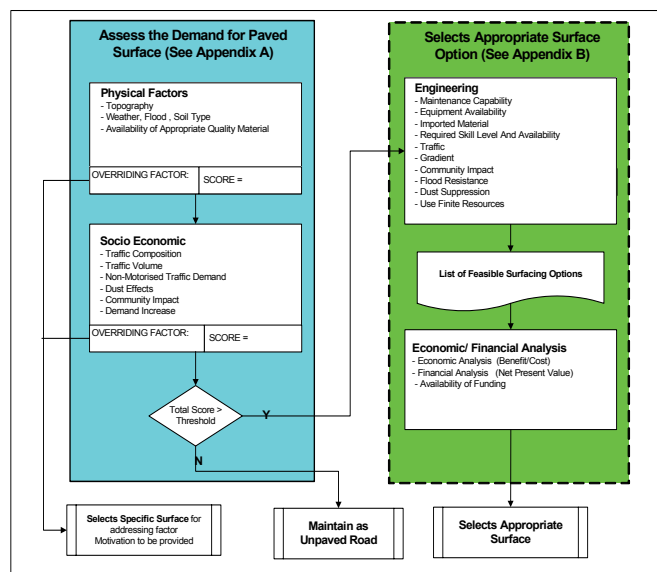 Assess the Demand for Paved
Surface (See Appendix A)
Physical Factors
- Topography
- Weather, Flood , Soil Type
- Availability of Appropriate Quality Material
OVERRIDING FACTOR:
SCORE =
Socio Economic
- Traffic Composition
- Traffic Volume
- Non-Motorised Traffic Demand
- Dust Effects
- Community Impact
- Demand Increase
OVERRIDING FACTOR:
SCORE =
Total Score >
Threshold
Y
N
Selects Specific Surface for
addressing factor
Motivation to be provided
Maintain as
Unpaved Road
Selects Appropriate Surface
Option (See Appendix B)
Engineering
- Maintenance Capability
- Equipment Availability
- Imported Material
- Required Skill Level And Availability
- Traffic
- Gradient
- Community Impact
- Flood Resistance
- Dust Suppression
- Use Finite Resources
List of Feasible Surfacing Options
Economic/ Financial Analysis
- Economic Analysis (Benefit/Cost)
- Financial Analysis (Net Present Value)
- Availability of Funding
Selects Appropriate
Surface